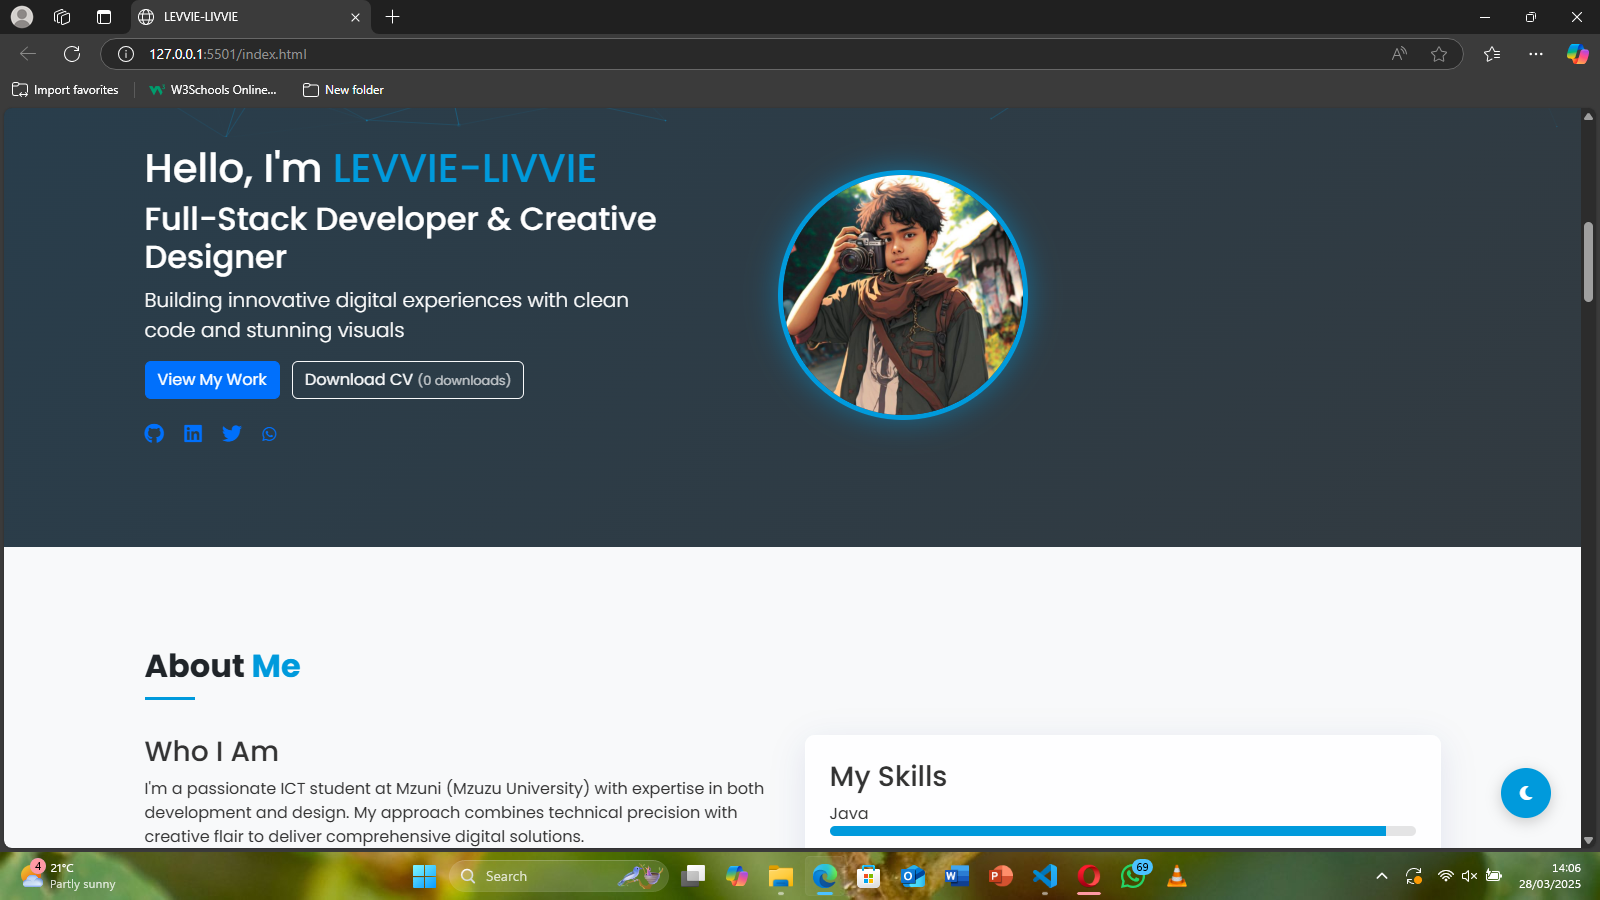 LEVVIE-LIVVIE
127.0.0.1:5501/index.html
Import favorites
W3Schools Online...
New folder
Hello, I'm LEVVIE-LIVVIE
Full-Stack Developer & Creative
Designer
Building innovative digital experiences with clean
code and stunning visuals
View My Work
Download CV (0 downloads)
About Me
Who I Am
I'm a passionate ICT student at Mzuni (Mzuzu University) with expertise in both
development and design. My approach combines technical precision with
creative flair to deliver comprehensive digital solutions.
My Skills
Java
4
21°C
Partly sunny
Search
69
14:06
28/03/2025